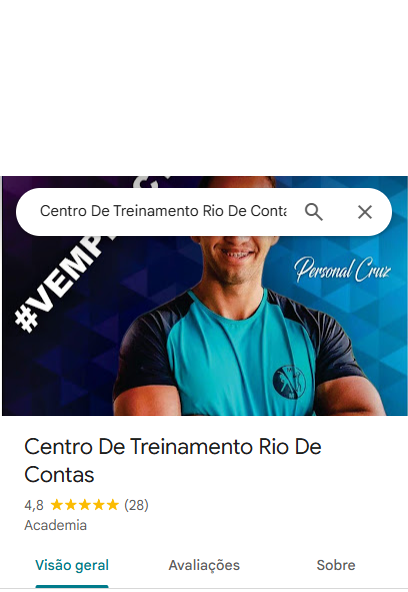 Centro De Treinamento Rio De Conta
#VEMP
Personal Cruz
Centro De Treinamento Rio De
Contas
4,8 (28)
Academia
Visão geral Avaliações Sobre